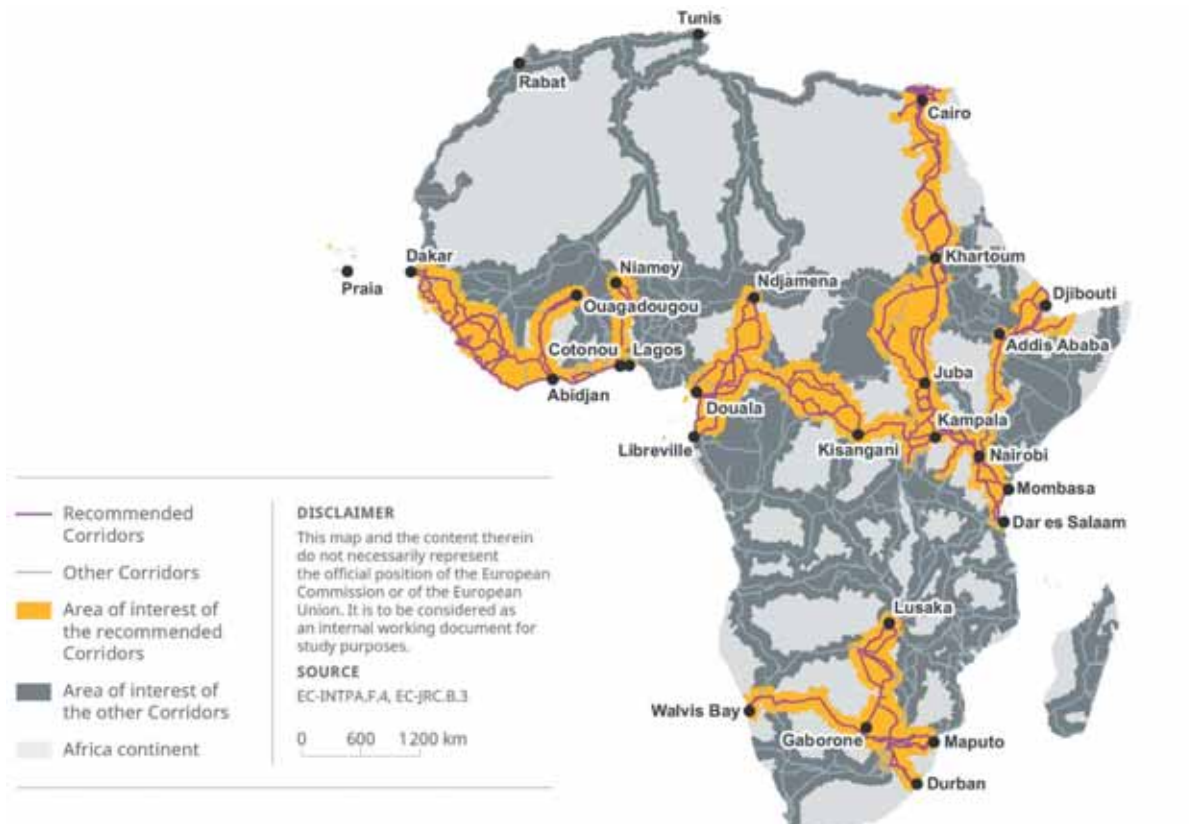 Tunis
Rabat
Cairo
Dakar
Praia
Niamey
Ndjamena
Khartoum
Ouagadougou
Djibouti
Cotonou
Lagos
Addis Ababa
Abidjan
Juba
Douala
Kampala
Libreville
Kisangani
Nairobi
Mombasa
Dar es Salaam
Lusaka
Walvis Bay
Gaborone
Maputo
Durban
Recommended
Corridors
Other Corridors
Area of interest of
the recommended
Corridors
Area of interest of
the other Corridors
Africa continent
DISCLAIMER
This map and the content therein
do not necessarily represent
the official position of the European
Commission or of the European
Union. It is to be considered as
an internal working document for
study purposes.
SOURCE
EC-INTPA.F.4, EC-JRC.B.3
0 600 1 200 km